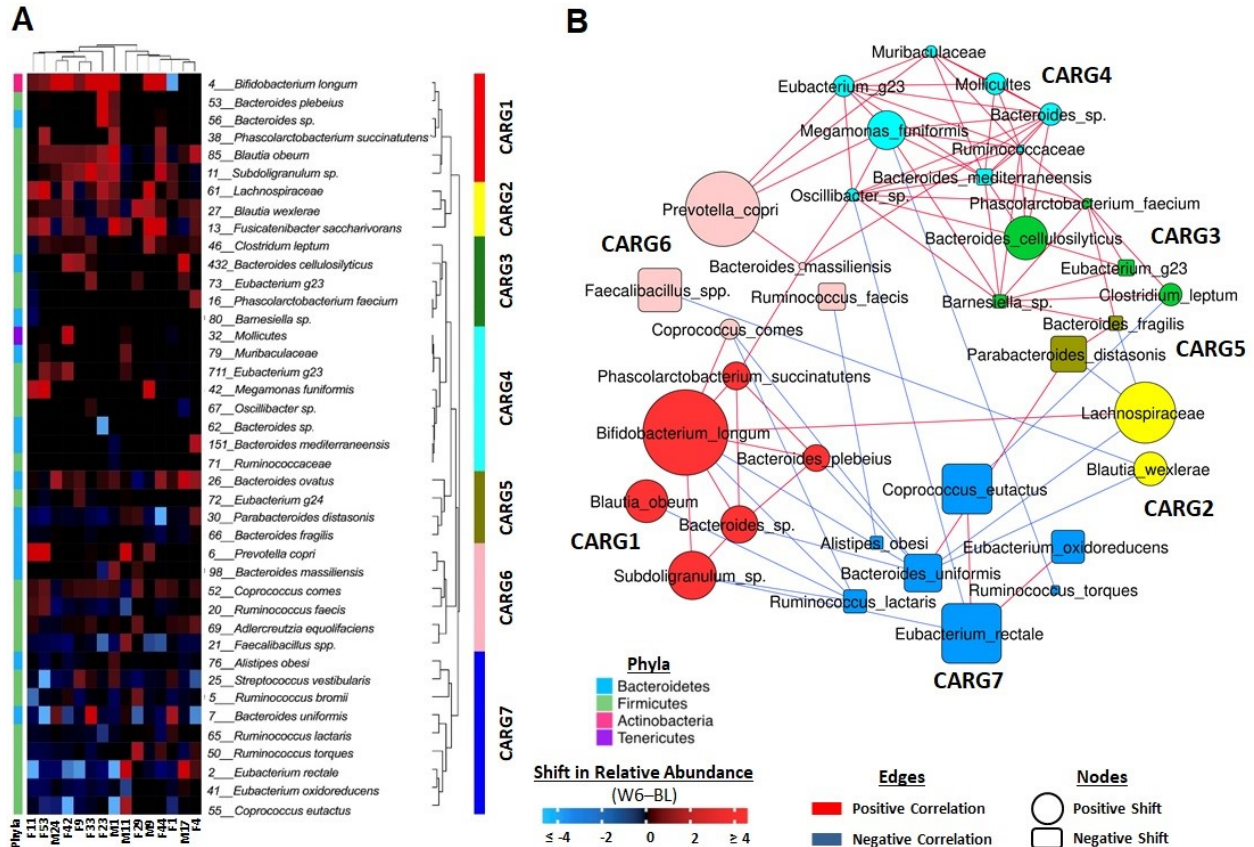 A
4___Bifidobacterium longum
53__Bacteroides plebeius
56__Bacteroides sp.
38__Phascolarctobacterium succinatutens
85__Blautia obeum
11__Subdoligranulum sp.
61__Lachnospiraceae
27__Blautia wexlerae
13__Fusicatenibacter saccharivorans
46__Clostridum leptum
432_Bacteroides cellulosilyticus
73__Eubacterium g23
16__Phascolarctobacterium faecium
80__Barnesiella sp.
32__Mollicutes
79__Muribaculaceae
711_Eubacterium g23
42__Megamonas funiformis
67__Oscillibacter sp.
62__Bacteroides sp.
151_Bacteroides mediterraneensis
71__Ruminococcaceae
26__Bacteroides ovatus
72__Eubacterium g24
30__Parabacteroides distasonis
66__Bacteroides fragilis
6___Prevotella copri
98__Bacteroides massiliensis
52__Coprococcus comes
20__Ruminococcus faecis
69__Adlercreutzia equolifaciens
21__Faecalibacillus spp.
76__Alistipes obesi
25__Streptococcus vestibularis
5___Ruminococcus bromii
7___Bacteroides uniformis
65__Ruminococcus lactaris
50__Ruminococcus torques
2___Eubacterium rectale
41__Eubacterium oxidoreducens
55__Coprococcus eutactus
CARG1
CARG2
CARG3
CARG4
CARG5
CARG6
CARG7
Phyla F11 F53 M24 F42 F9 F33 F23 M1 M11 F29 M9 F44 F1 M17 F4
B
Muribaculaceae
Eubacterium_g23
Mollicutes
CARG4
Bacteroides_sp.
Megamonas_funiformis
Ruminococcaceae
Bacteroides_mediterraneensis
Oscillibacter_sp.
Phascolarctobacterium_faecium
Prevotella_copri
Bacteroides_cellulosilyticus
CARG3
CARG6
Bacteroides_massiliensis
Eubacterium_g23
Faecalibacillus_spp.
Ruminococcus_faecis
Barnesiella_sp.
Clostridium_leptum
Coprococcus_comes
Bacteroides_fragilis
Parabacteroides_distasonis
CARG5
Phascolarctobacterium_succinatutens
Lachnospiraceae
Bifidobacterium_longum
Bacteroides_plebeius
Blautia_wexlerae
Coprococcus_eutactus
CARG2
Blautia_obeum
Bacteroides_sp.
CARG1
Alistipes_obesi
Eubacterium_oxidoreducens
Subdoligranulum_sp.
Bacteroides_uniformis
Ruminococcus_torques
Ruminococcus_lactaris
Eubacterium_rectale
CARG7
Phyla
Bacteroidetes
Firmicutes
Actinobacteria
Tenericutes
Shift in Relative Abundance
(W6–BL)
≤ -4 -2 0 2 ≥ 4
Edges
Positive Correlation
Negative Correlation
Nodes
Positive Shift
Negative Shift